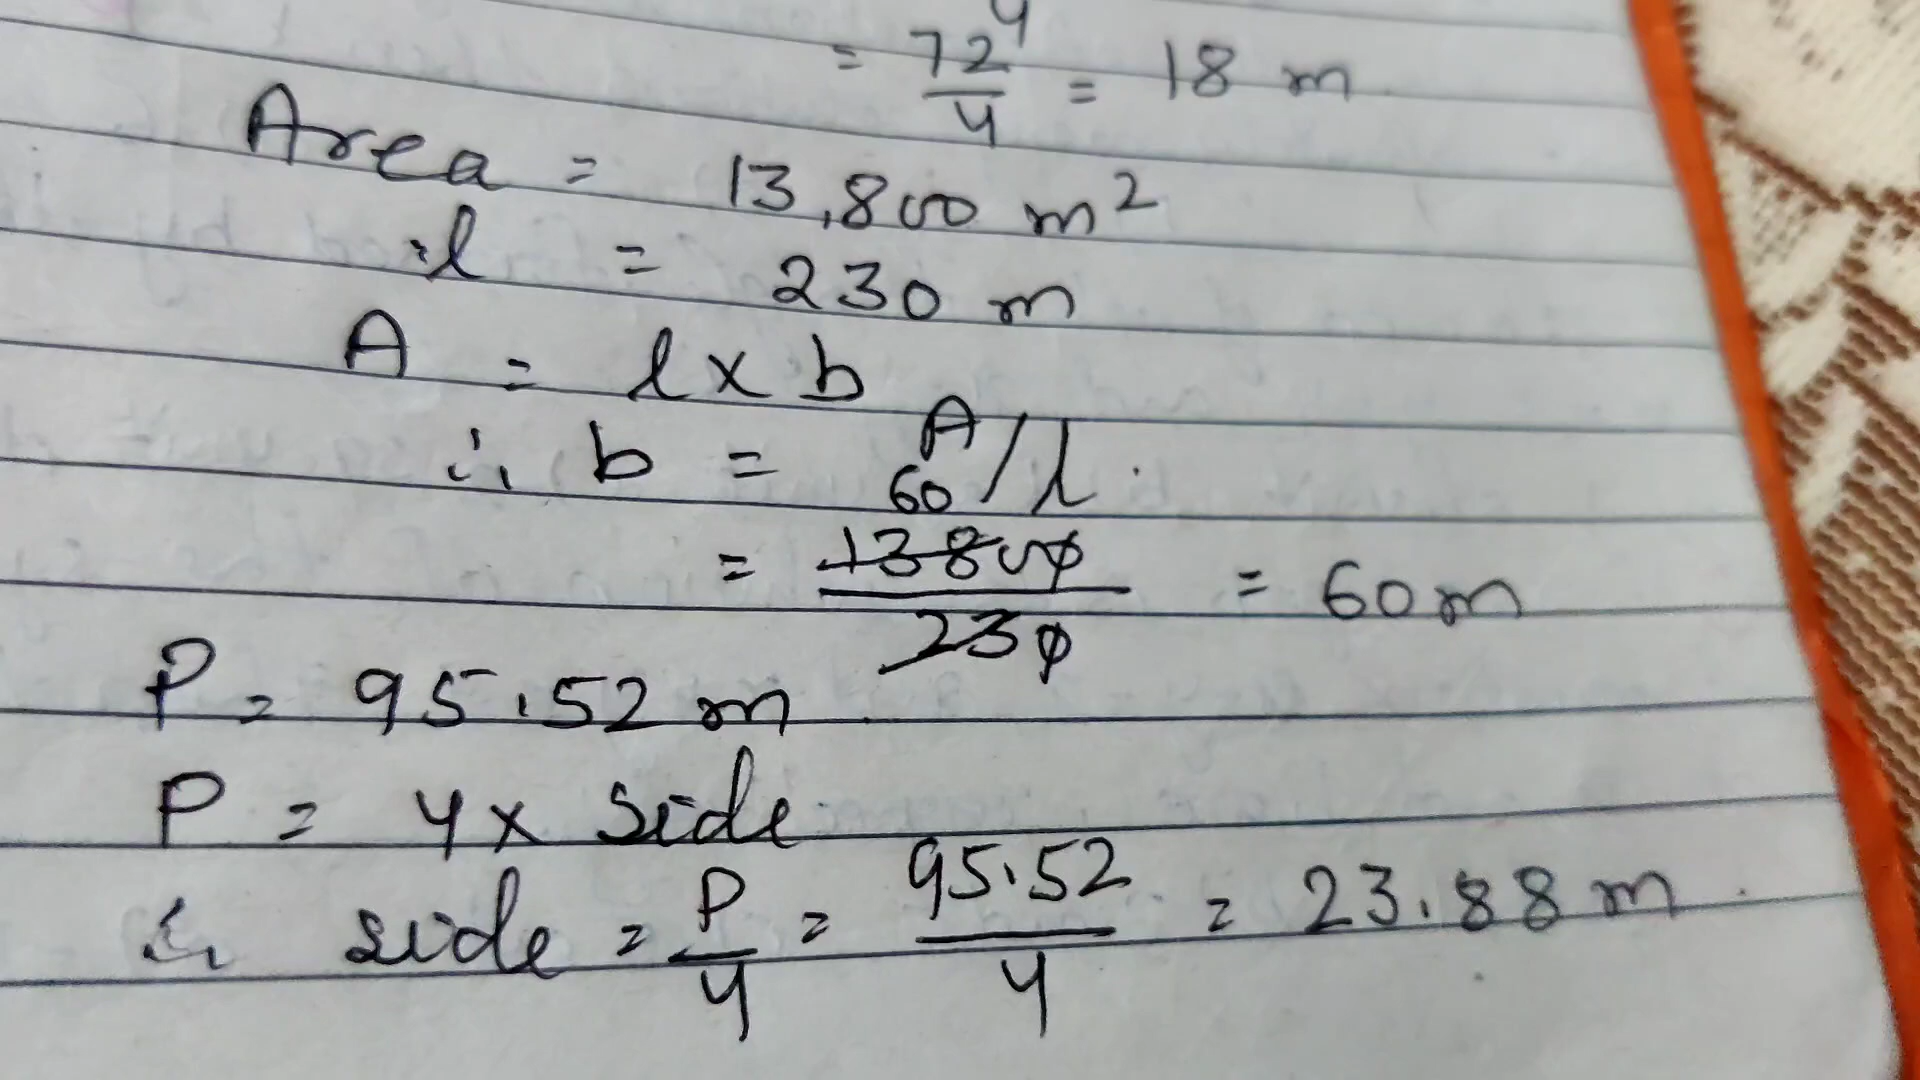 = 72/4 = 18 m
Area = 13,800 m²
l = 230 m
A = l x b
∴ b = A/l
60
= 13800/230 = 60 m
P = 95.52 m
P = 4 x side
∴ side = P/4 = 95.52/4 = 23.88 m.